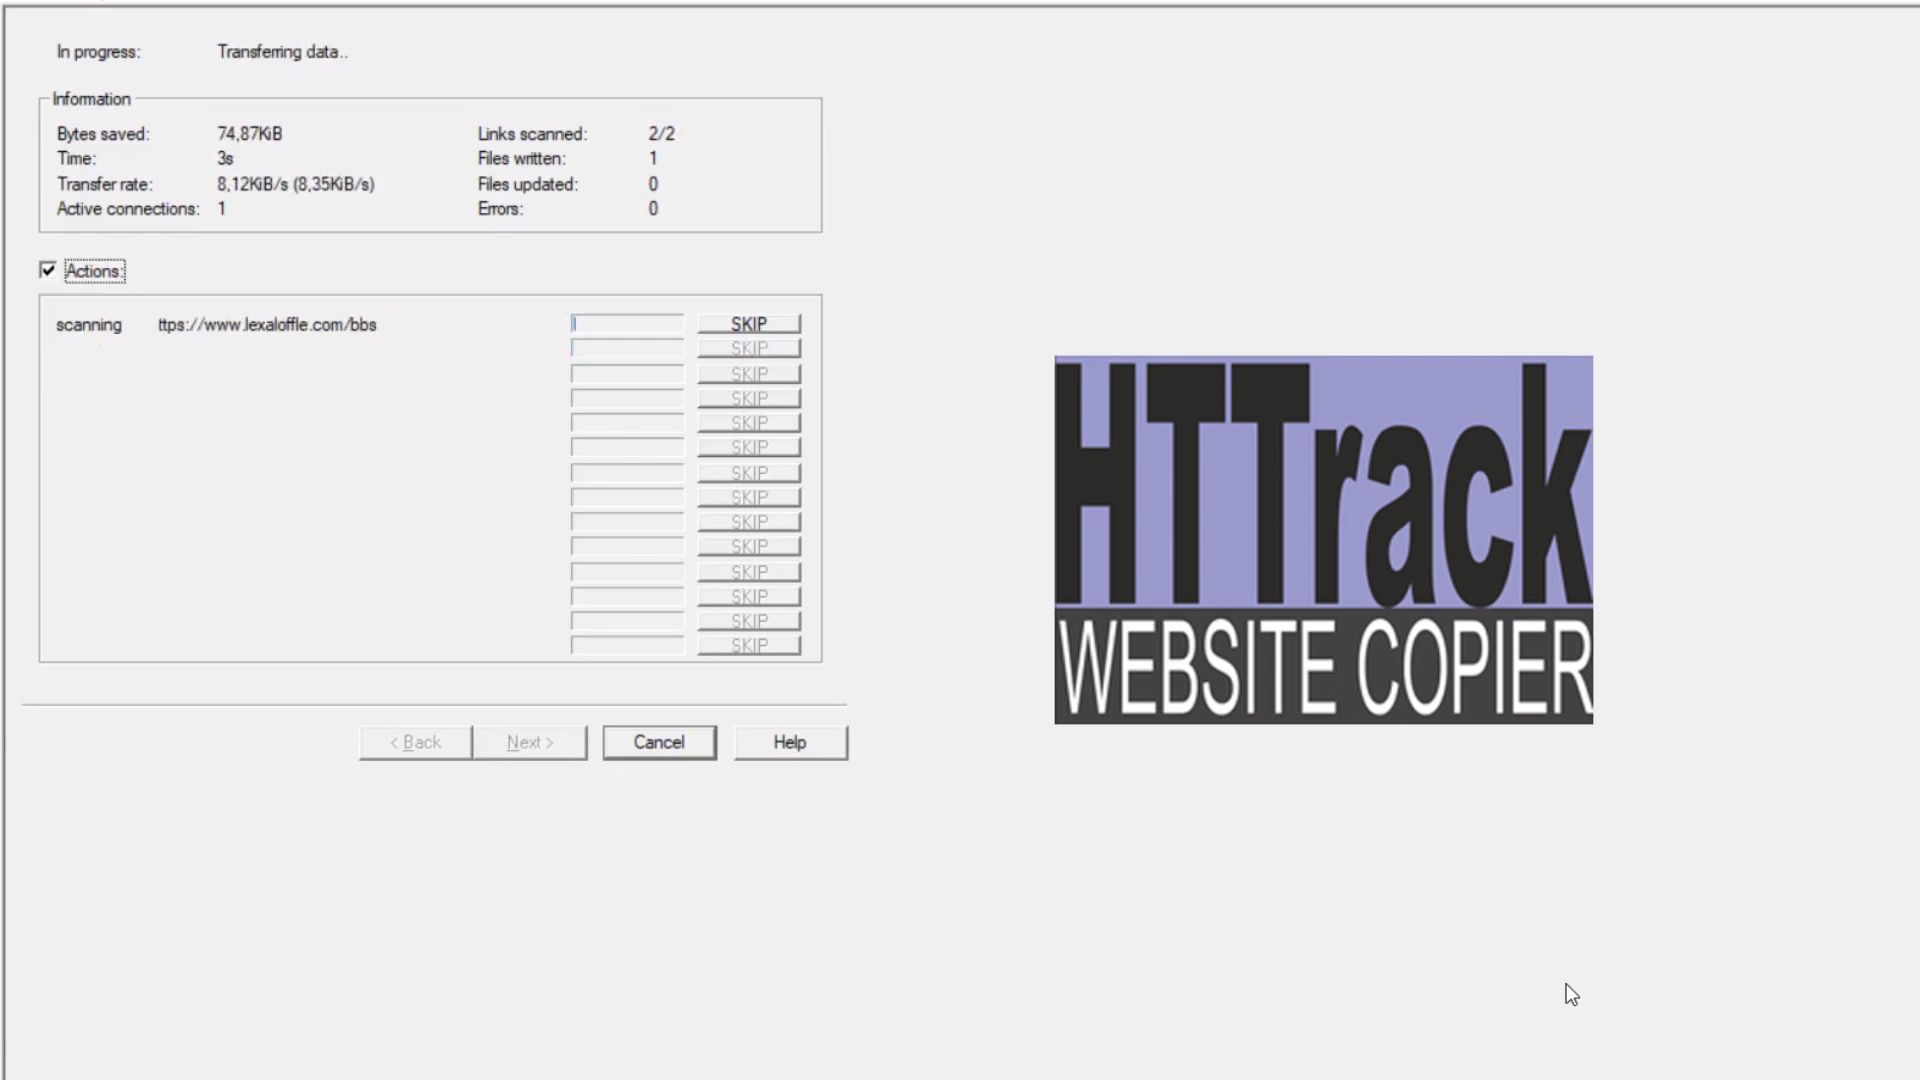 In progress: Transferring data..
Information
Bytes saved: 74,87KiB Links scanned: 2/2
Time: 3s Files written: 1
Transfer rate: 8,12KiB/s (8,35KiB/s) Files updated: 0
Active connections: 1 Errors: 0
Actions:
scanning ttps://www.lexaloffle.com/bbs SKIP
SKIP
SKIP
SKIP
SKIP
SKIP
SKIP
SKIP
SKIP
SKIP
SKIP
SKIP
SKIP
SKIP
< Back Next > Cancel Help
HTTrack
WEBSITE COPIER